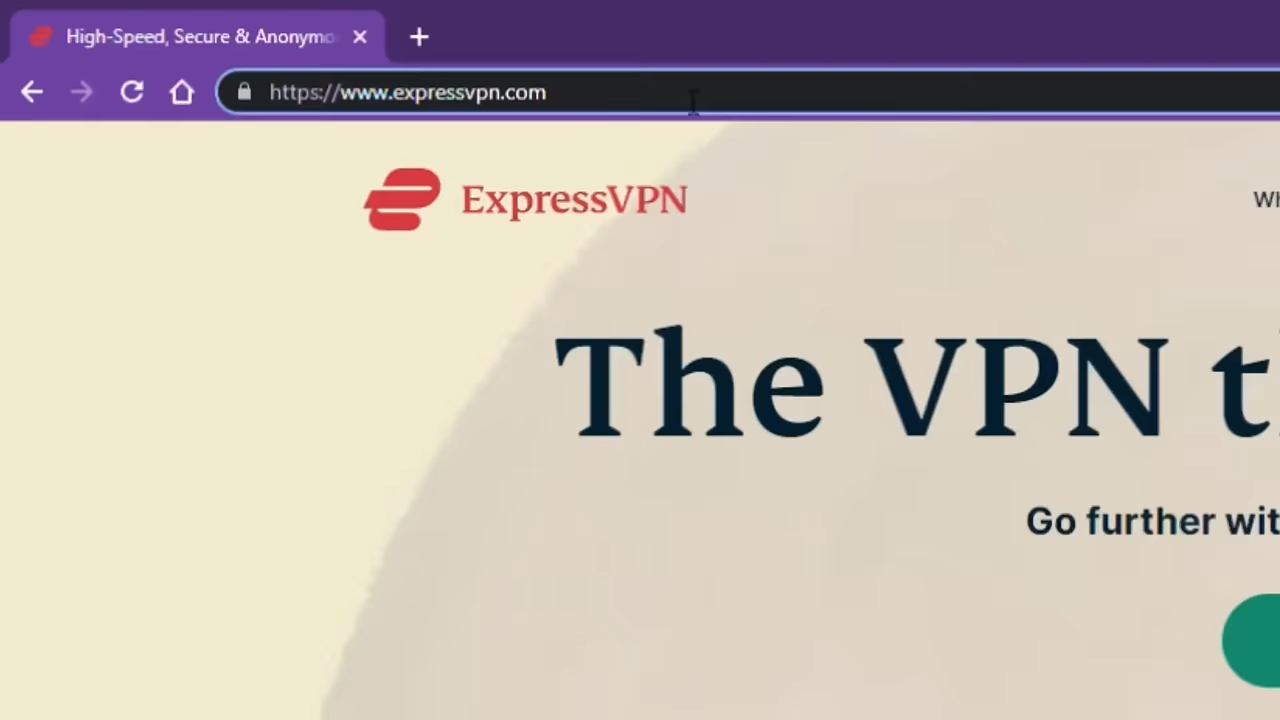 High-Speed, Secure & Anonymo
https://www.expressvpn.com
ExpressVPN
The VPN t
Go further wit